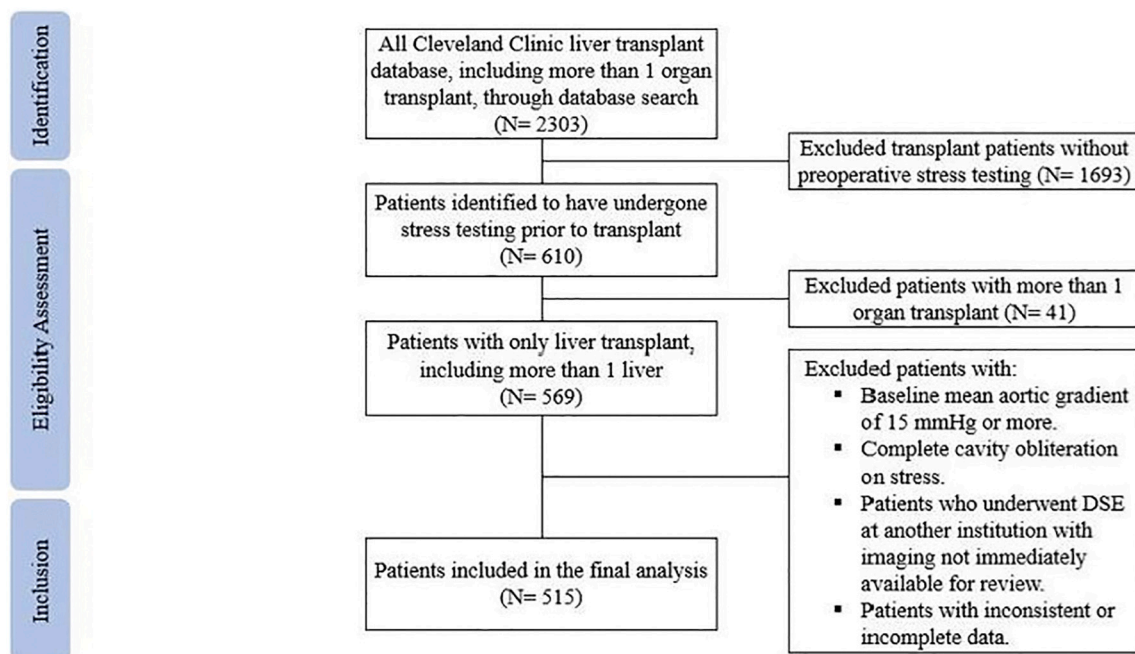 Identification
All Cleveland Clinic liver transplant
database, including more than 1 organ
transplant, through database search
(N= 2303)
Excluded transplant patients without
preoperative stress testing (N= 1693)
Eligibility Assessment
Patients identified to have undergone
stress testing prior to transplant
(N= 610)
Excluded patients with more than 1
organ transplant (N= 41)
Patients with only liver transplant,
including more than 1 liver
(N= 569)
Excluded patients with:
▪ Baseline mean aortic gradient
of 15 mmHg or more.
▪ Complete cavity obliteration
on stress.
▪ Patients who underwent DSE
at another institution with
imaging not immediately
available for review.
▪ Patients with inconsistent or
incomplete data.
Inclusion
Patients included in the final analysis
(N= 515)